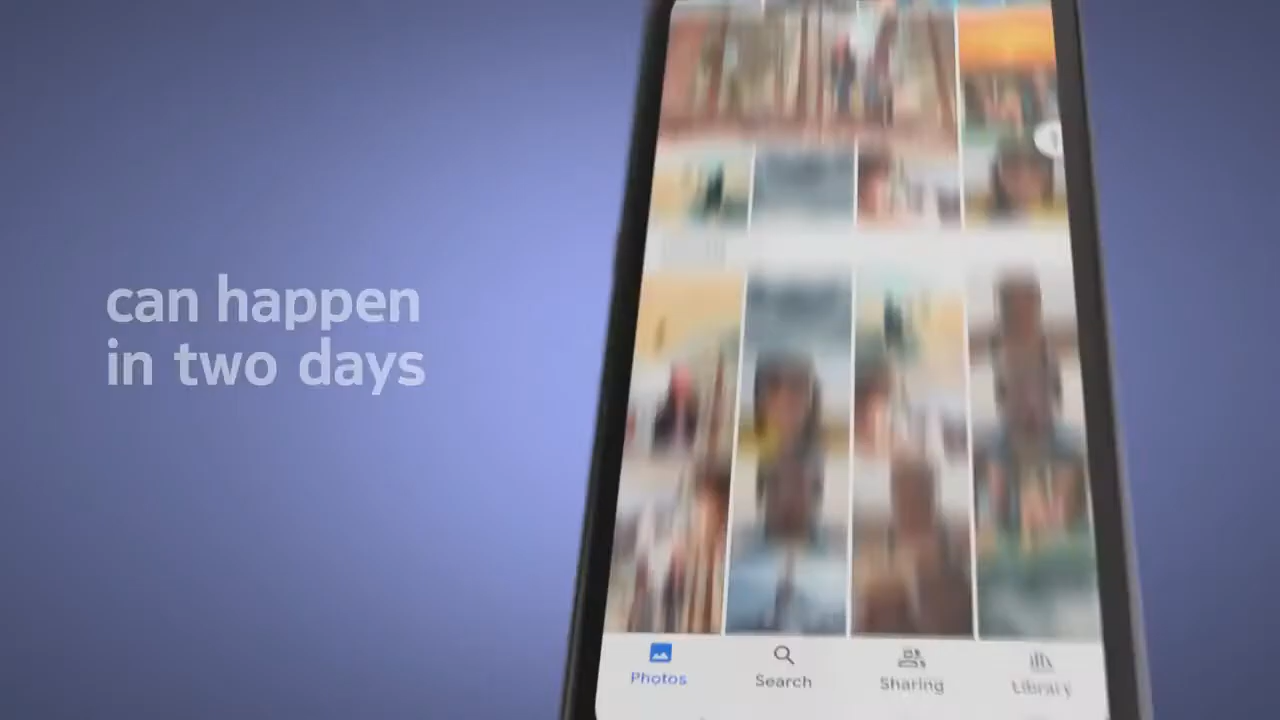 can happen
in two days
Photos
Search
Sharing
Library